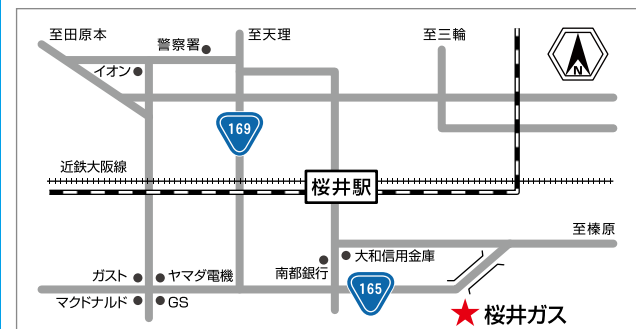 至田原本
警察署
至天理
至三輪
イオン
N
169
近鉄大阪線
桜井駅
至榛原
大和信用金庫
南都銀行
ガスト
ヤマダ電機
165
マクドナルド
GS
桜井ガス